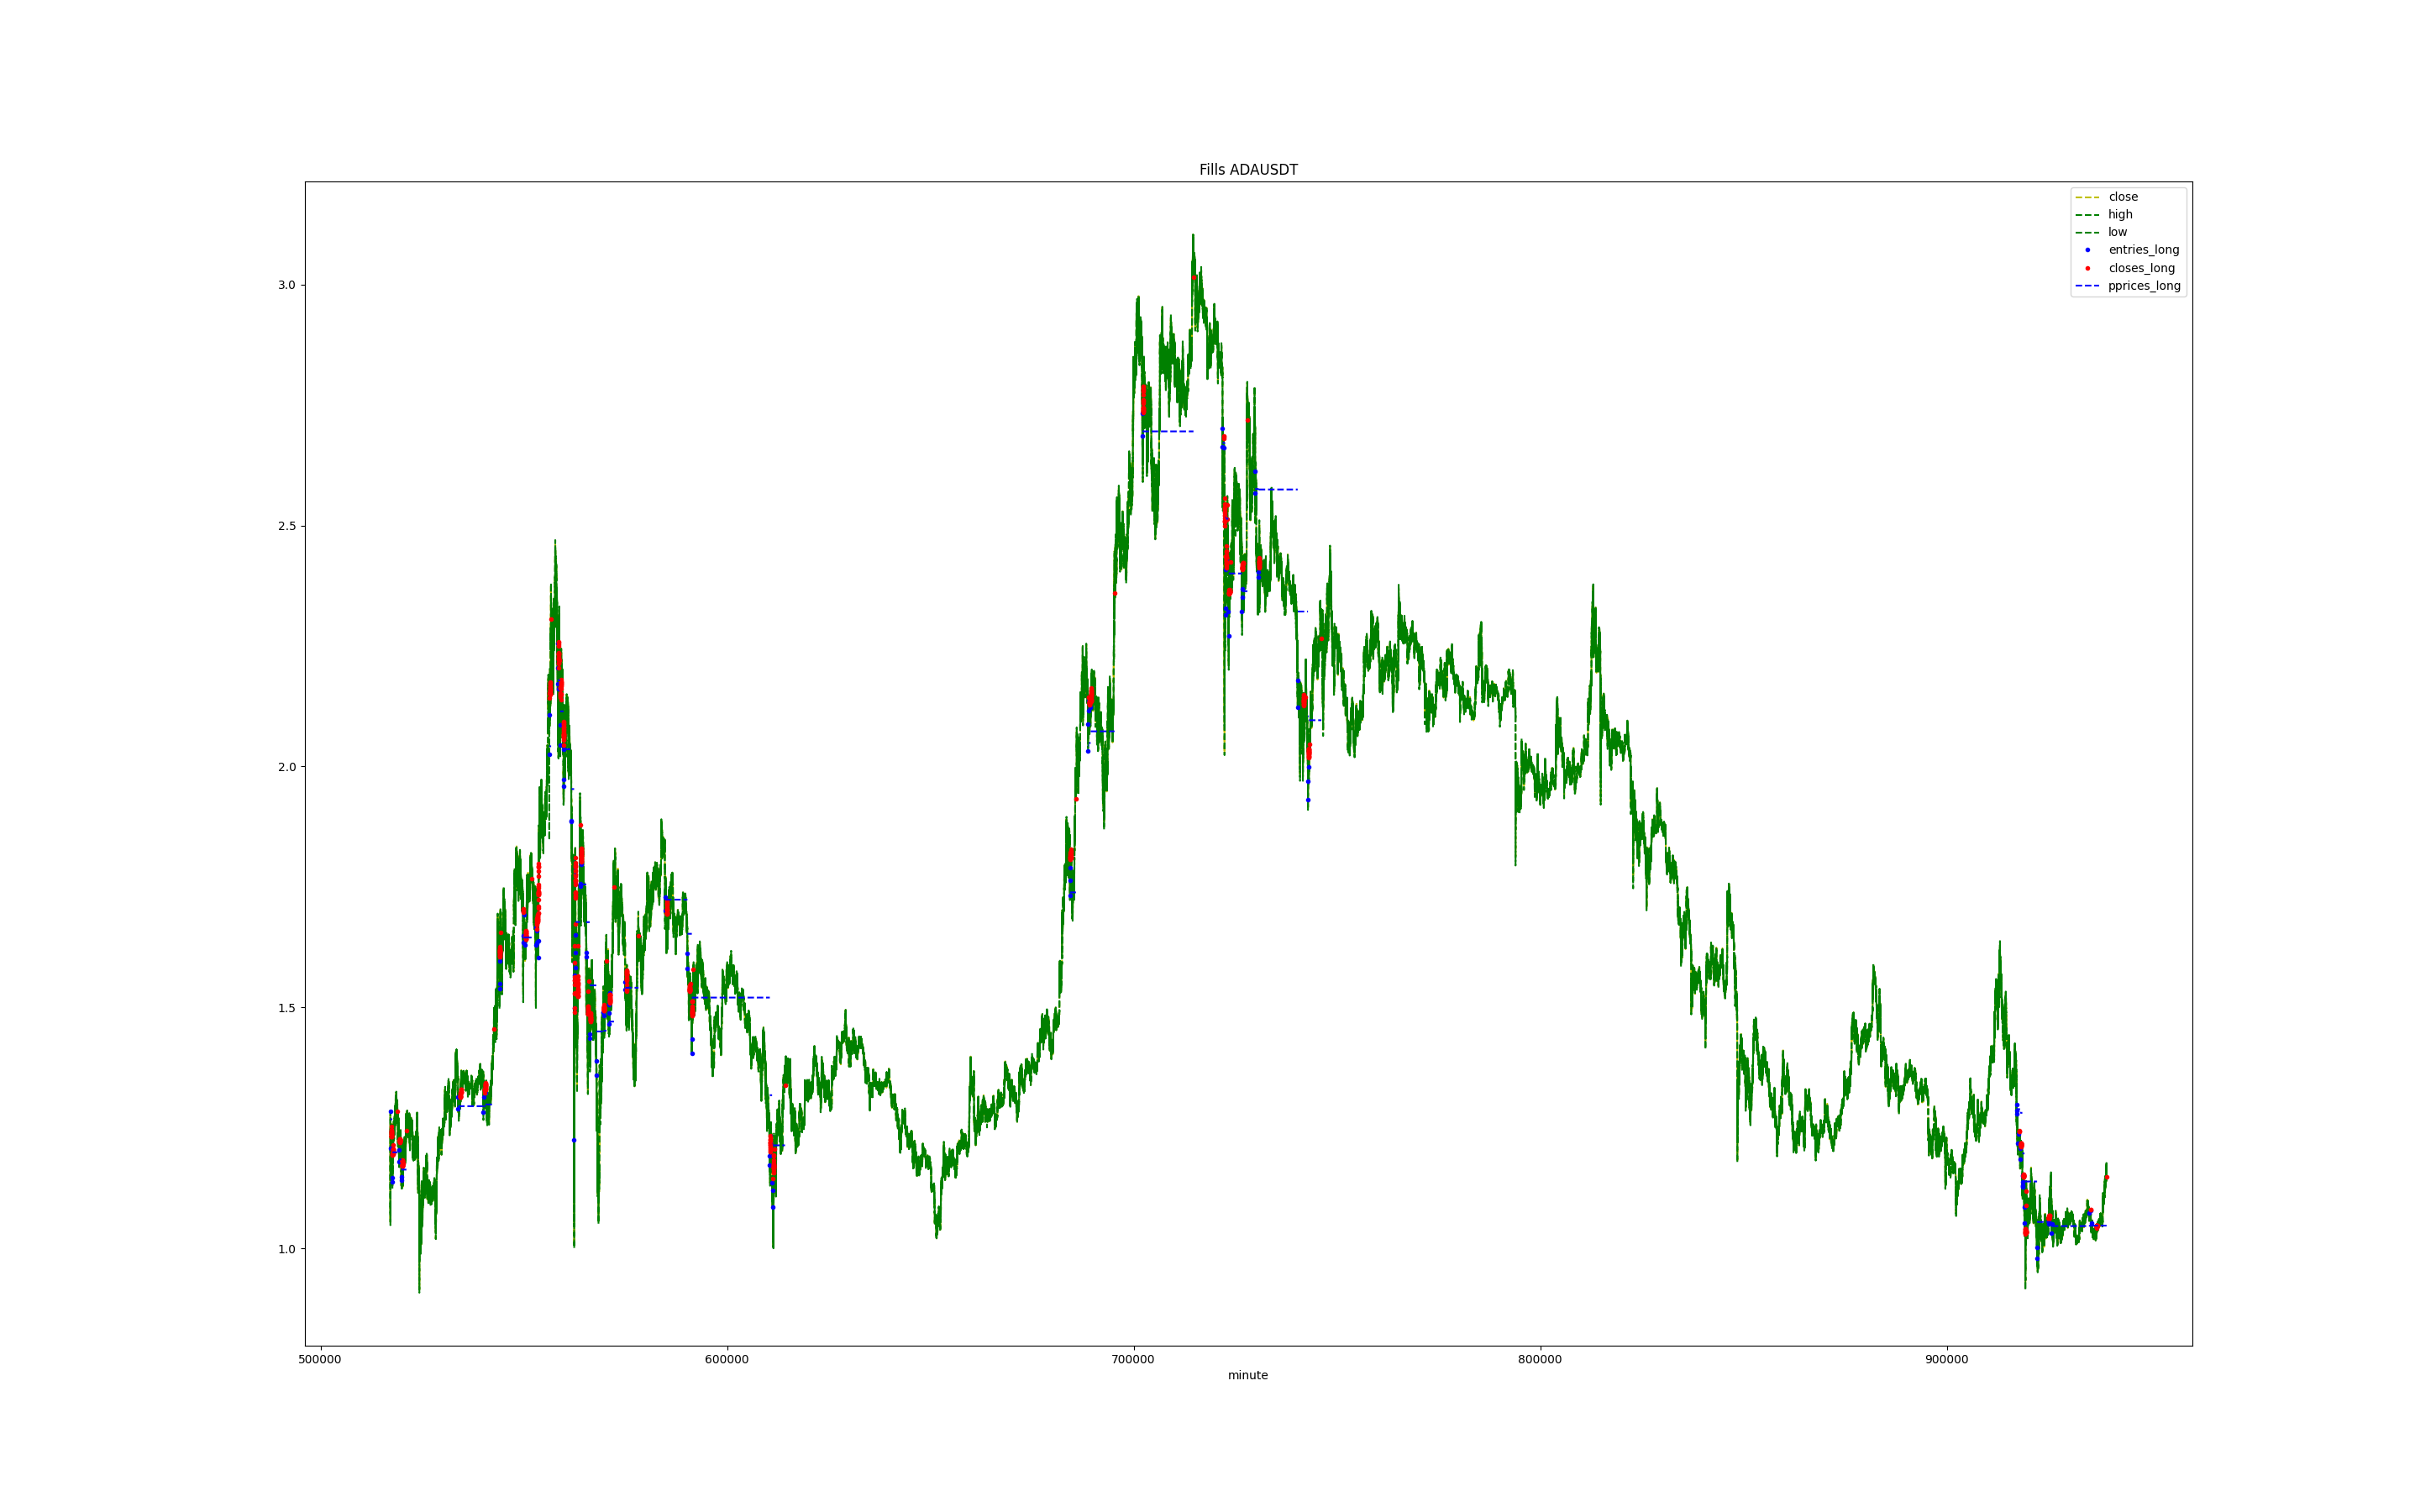 Fills ADAUSDT
close
high
low
entries_long
closes_long
pprices_long
3.0
2.5
2.0
1.5
1.0
500000 600000 700000 800000 900000
minute